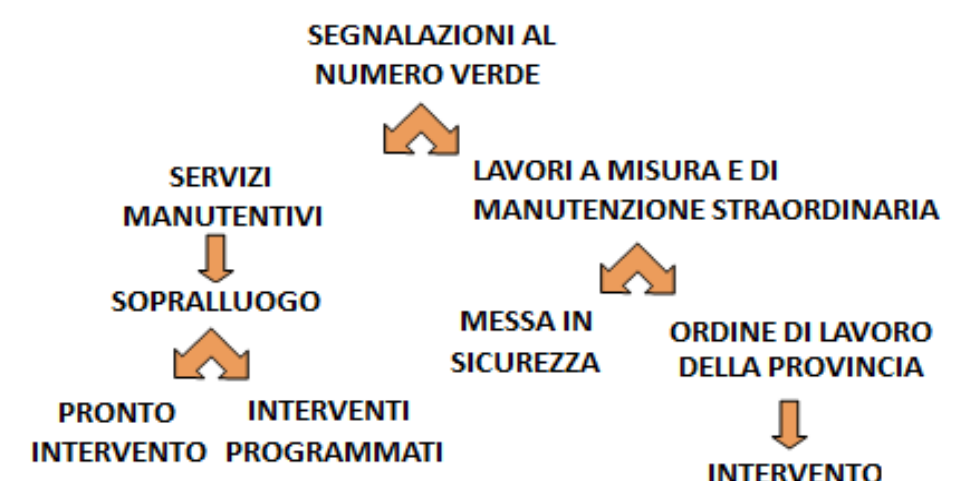 SEGNALAZIONI AL
NUMERO VERDE
SERVIZI
MANUTENTIVI
LAVORI A MISURA E DI
MANUTENZIONE STRAORDINARIA
SOPRALLUOGO
MESSA IN
SICUREZZA
ORDINE DI LAVORO
DELLA PROVINCIA
PRONTO
INTERVENTO
INTERVENTI
PROGRAMMATI
INTERVENTO